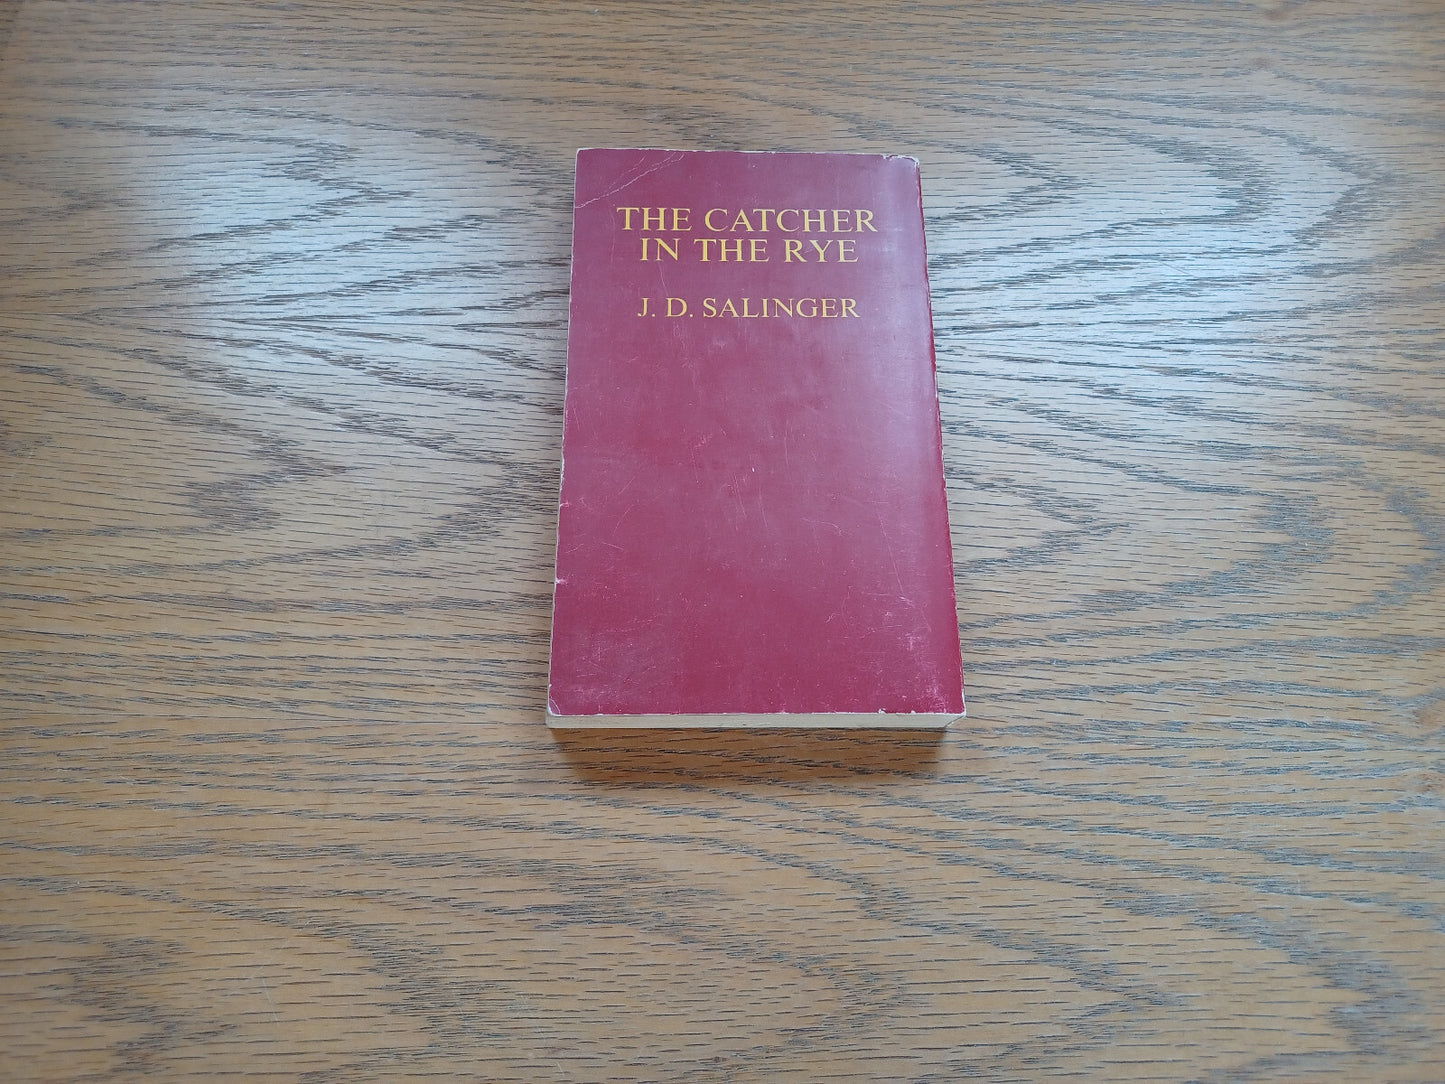 THE CATCHER
IN THE RYE
J. D. SALINGER